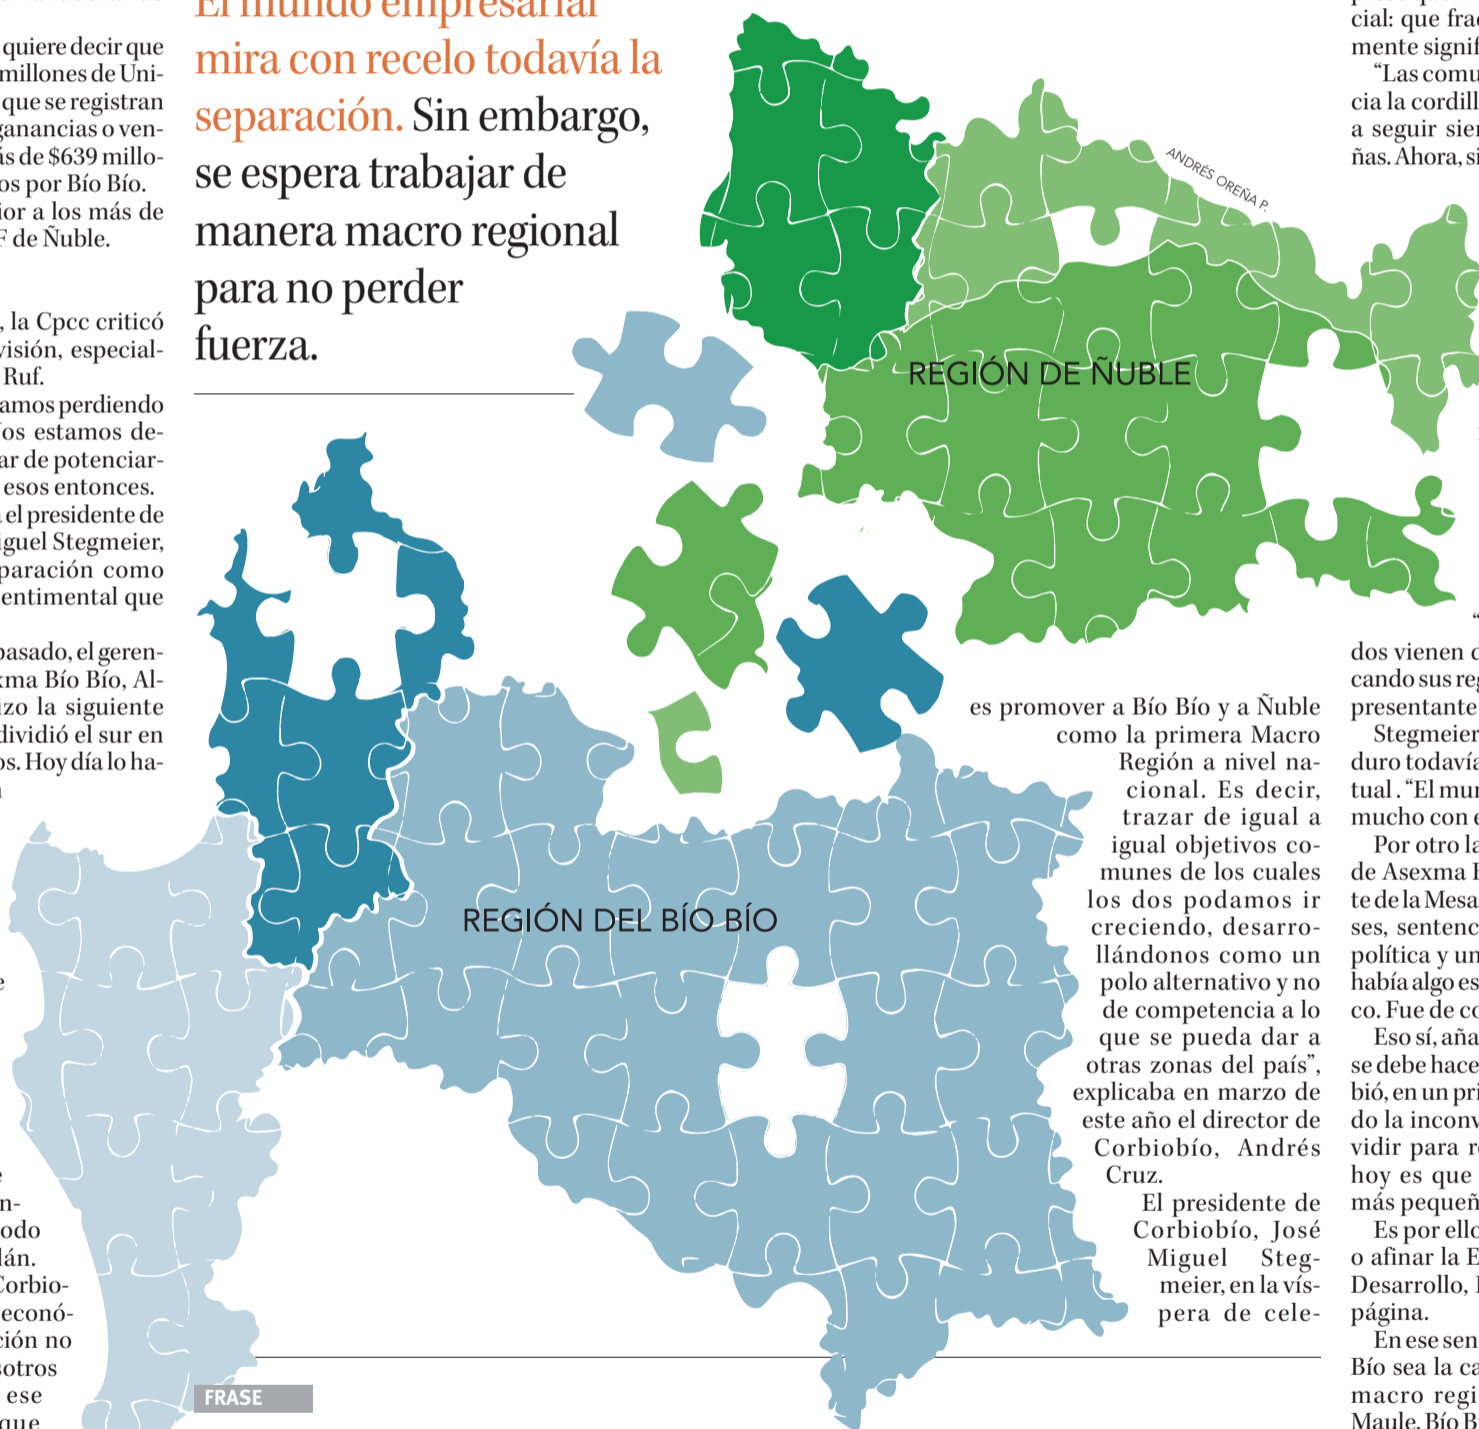 quiere decir que
millones de Uni-
que se registran
ganancias o ven-
ás de $639 millo-
os por Bío Bío.
ior a los más de
F de Ñuble.
, la Cpcc criticó
visión, especial-
Ruf.
amos perdiendo
os estamos de-
ar de potenciar-
esos entonces.
el presidente de
iguel Stegmeier,
paración como
entimental que
pasado, el geren-
xma Bío Bío, Al-
izo la siguiente
dividió el sur en
os. Hoy día lo ha-
e
n-
odo
lán.
Corbio-
econó-
ción no
sotros
ese
que
El mundo empresarial
mira con recelo todavía la
separación. Sin embargo,
se espera trabajar de
manera macro regional
para no perder
fuerza.
ANDRÉS OREÑA P.
REGIÓN DE ÑUBLE
REGIÓN DEL BÍO BÍO
es promover a Bío Bío y a Ñuble
como la primera Macro
Región a nivel na-
cional. Es decir,
trazar de igual a
igual objetivos co-
munes de los cuales
los dos podamos ir
creciendo, desarro-
llándonos como un
polo alternativo y no
de competencia a lo
que se pueda dar a
otras zonas del país”,
explicaba en marzo de
este año el director de
Corbiobío, Andrés
Cruz.
El presidente de
Corbiobío, José
Miguel Steg-
meier, en la vís-
pera de cele-
FRASE
cial: que fra
mente signif
“Las comu
cia la cordill
a seguir sie
ñas. Ahora, si
dos vienen d
cando sus reg
presentante
Stegmeier
duro todavía
tual. “El mun
mucho con e
Por otro la
de Asexma
te de la Mesa
ses, sentenc
política y un
había algo es
co. Fue de co
Eso sí, aña
se debe hace
bió, en un pri
do la inconv
vidir para r
hoy es que
más pequeñ
Es por ello
o afinar la E
Desarrollo,
página.
En ese sen
Bío sea la ca
macro regi
Maule, Bío B